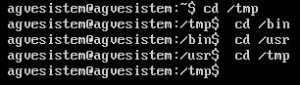 agvesistem@agvesistem:~$ cd /tmp
agvesistem@agvesistem:/tmp$  cd /bin
agvesistem@agvesistem:/bin$ cd /usr
agvesistem@agvesistem:/usr$  cd /tmp
agvesistem@agvesistem:/tmp$